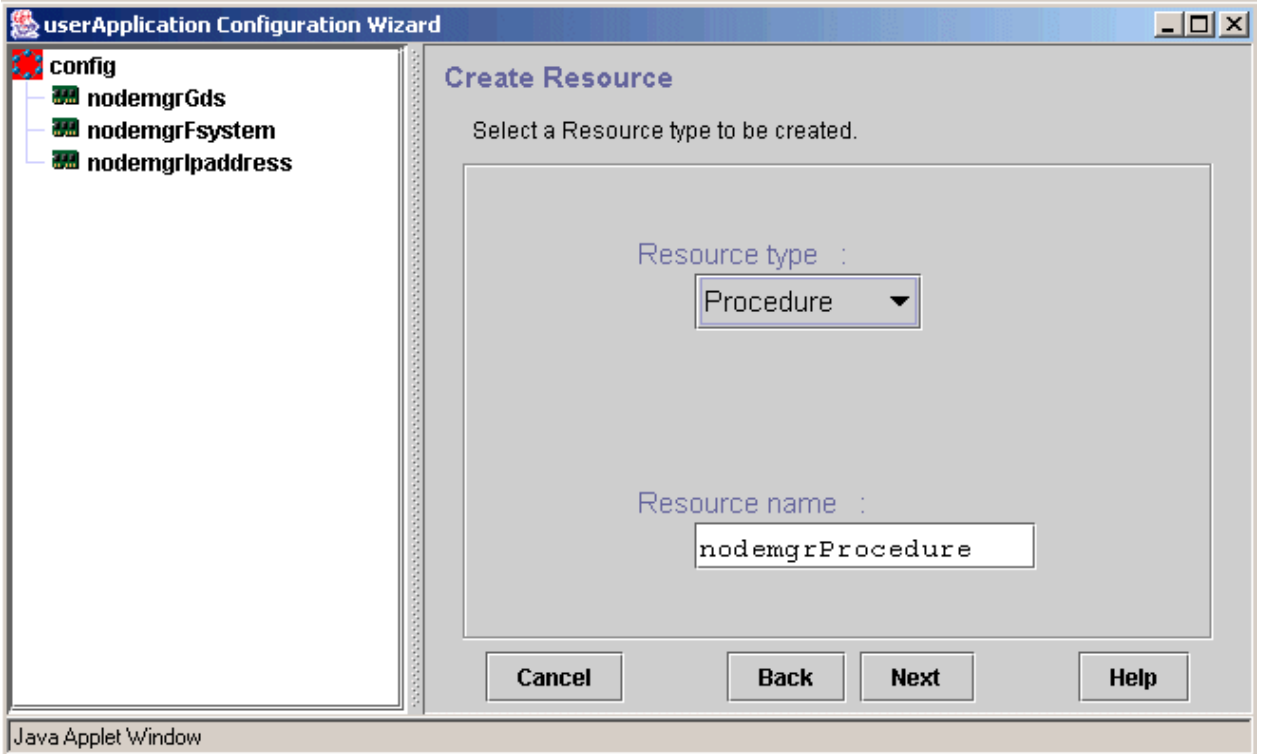 userApplication Configuration Wizard
config
nodemgrGds
nodemgrFsystem
nodemgrIpaddress
Create Resource
Select a Resource type to be created.
Resource type :
Procedure
Resource name :
nodemgrProcedure
Cancel
Back
Next
Help
Java Applet Window